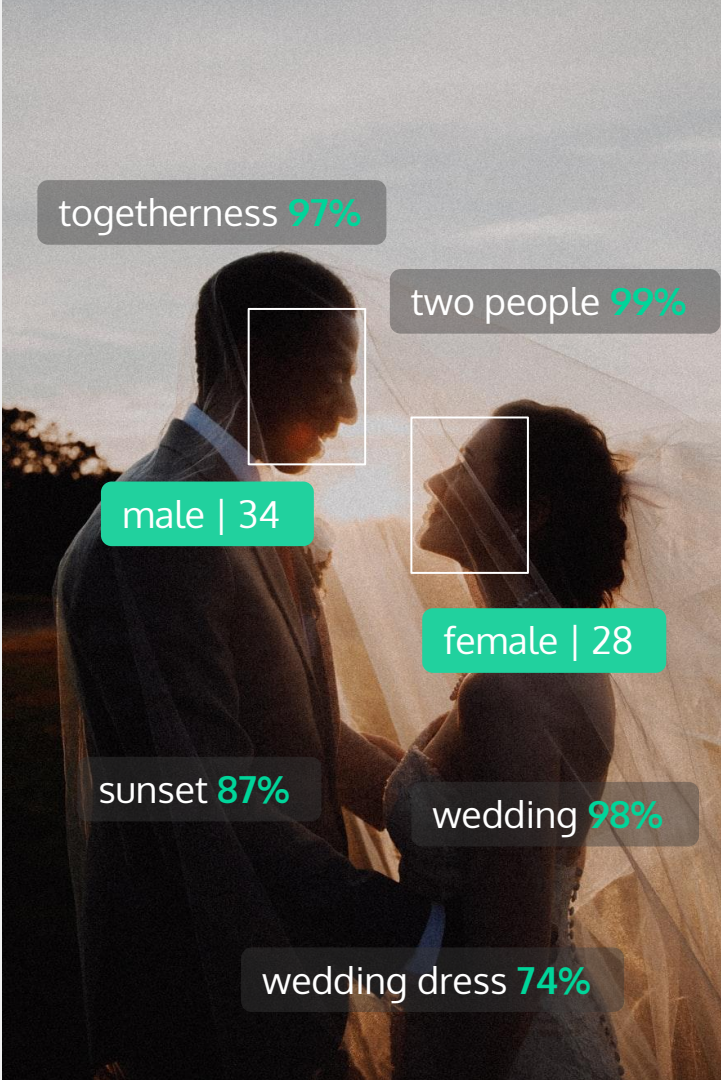 togetherness 97%
two people 99%
male | 34
female | 28
sunset 87%
wedding 98%
wedding dress 74%